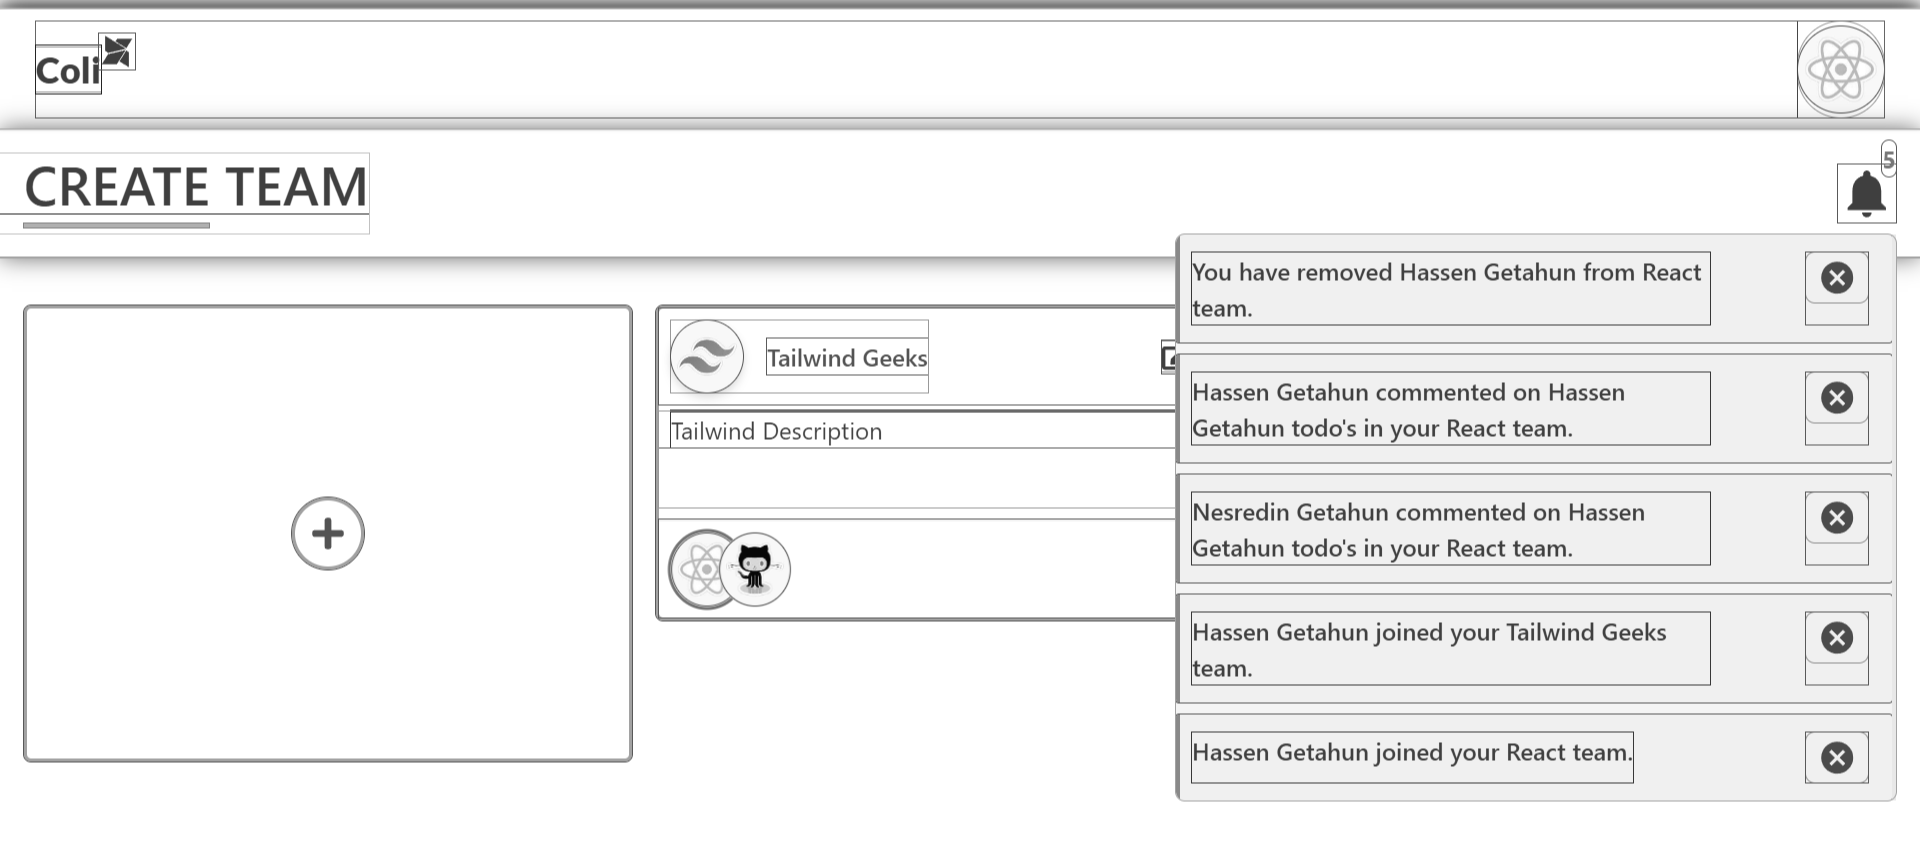 Coli
CREATE TEAM
5
You have removed Hassen Getahun from React
team.
Tailwind Geeks
Hassen Getahun commented on Hassen
Getahun todo's in your React team.
Tailwind Description
Nesredin Getahun commented on Hassen
Getahun todo's in your React team.
Hassen Getahun joined your Tailwind Geeks
team.
Hassen Getahun joined your React team.